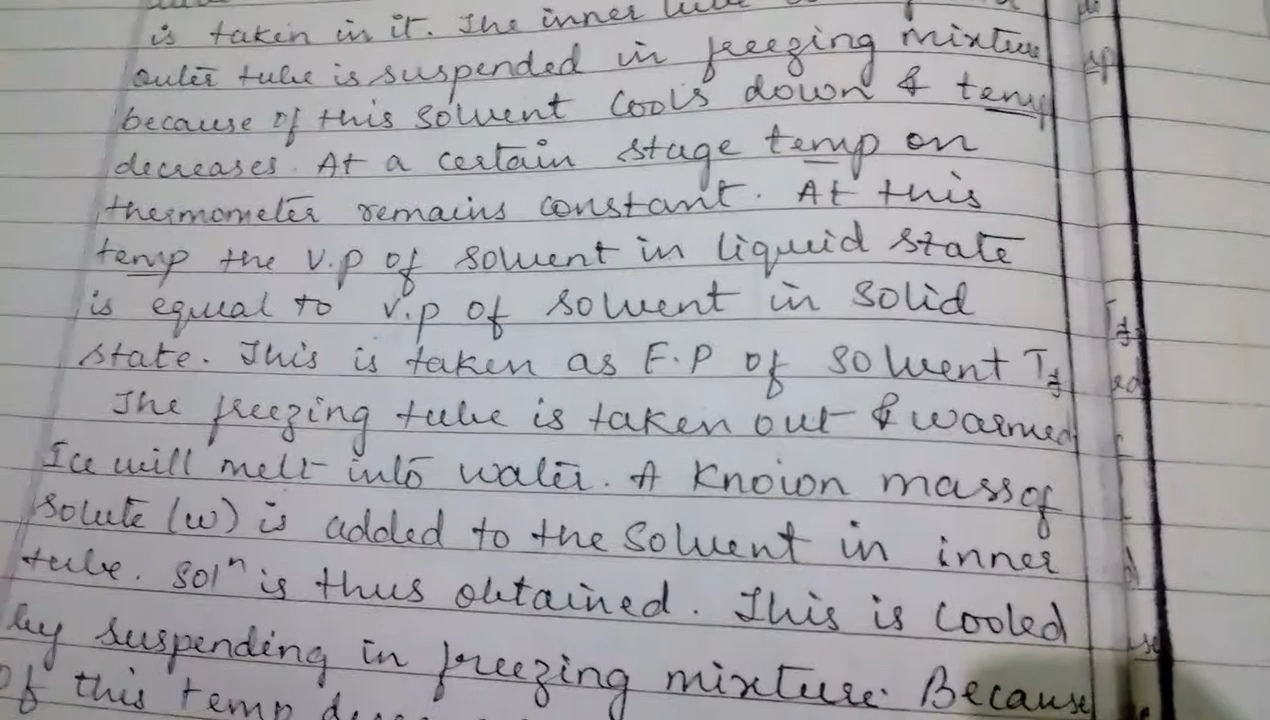 is taken in it. The inner tube
outer tube is suspended in freezing mixture
because of this solvent cools down & temp
decreases. At a certain stage temp on
thermometer remains constant. At this
temp the v.p of solvent in liquid state
is equal to v.p of solvent in solid
state. This is taken as F.P of solvent Tf
The freezing tube is taken out & warmed
Ice will melt into water. A known mass of
solute (w) is added to the solvent in inner
tube. solⁿ is thus obtained. This is cooled
by suspending in freezing mixture. Because
of this temp